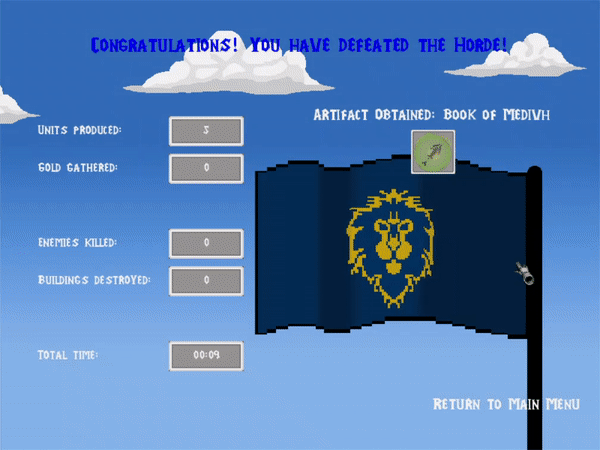 Congratulations! You have defeated the Horde!
Artifact Obtained: Book of Medivh
Units produced: 5
Gold gathered: 0
Enemies killed: 0
Buildings destroyed: 0
Total time: 00:09
Return to Main Menu